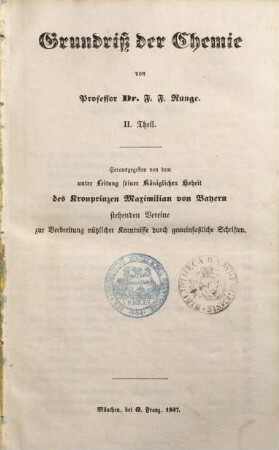 Grundriß der Chemie
von
Professor Dr. F. F. Runge.
II. Theil.
Herausgegeben von dem
unter Leitung seiner Königlichen Hoheit
des Kronprinzen Maximilian von Bayern
stehenden Vereine
zur Verbreitung nützlicher Kenntnisse durch gemeinfaßliche Schriften.
München, bei G. Franz. 1847.